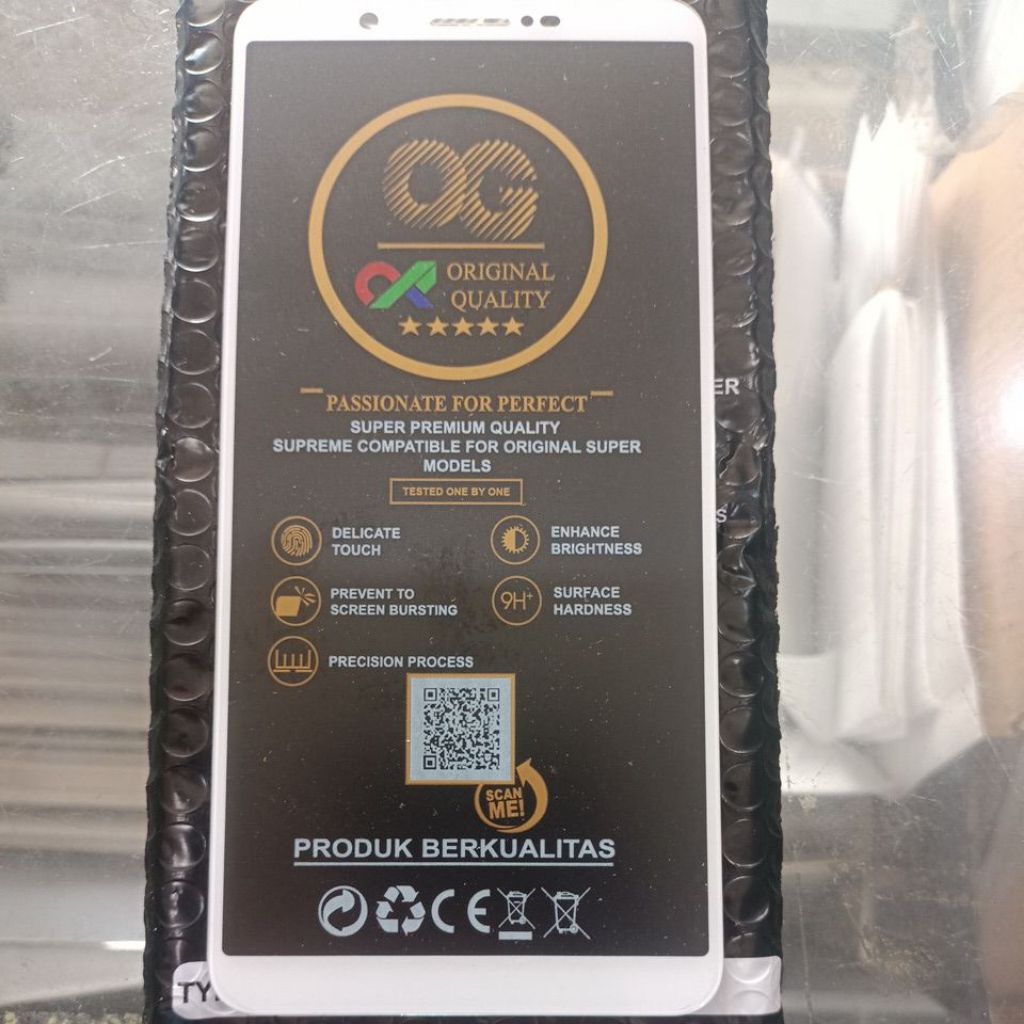 OG
ORIGINAL
QUALITY
PASSIONATE FOR PERFECT
SUPER PREMIUM QUALITY
SUPREME COMPATIBLE FOR ORIGINAL SUPER
MODELS
TESTED ONE BY ONE
DELICATE
TOUCH
ENHANCE
BRIGHTNESS
PREVENT TO
SCREEN BURSTING
9H+
SURFACE
HARDNESS
PRECISION PROCESS
SCAN
ME!
PRODUK BERKUALITAS
CE